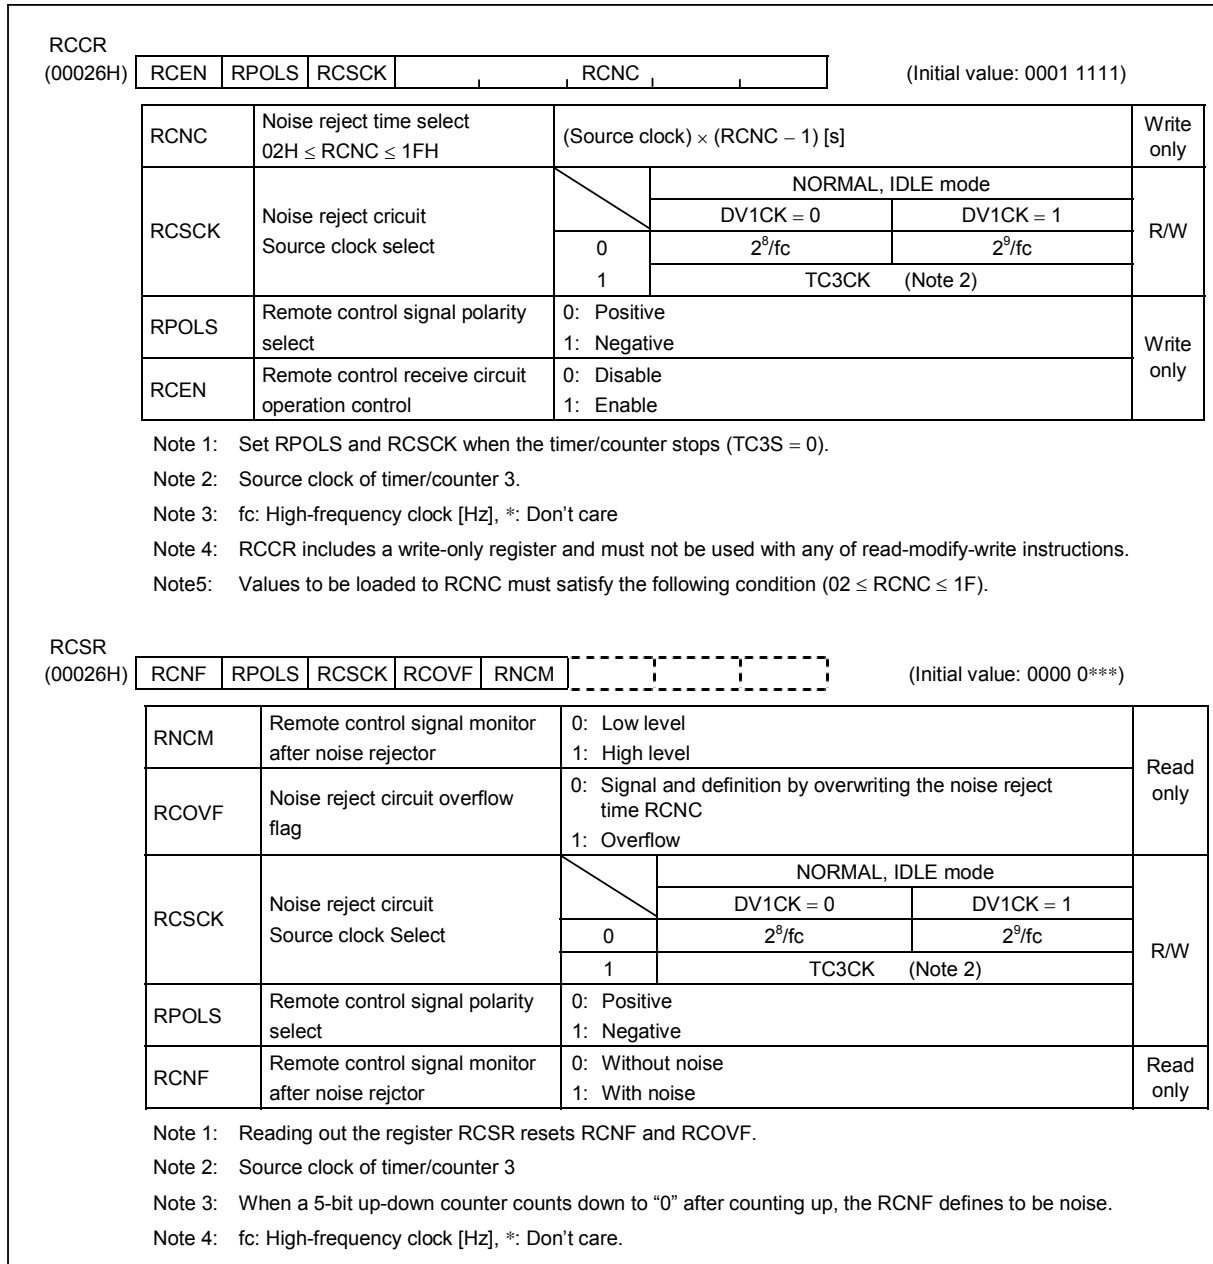 RCCR
(00026H) RCEN RPOLS RCSCK RCNC (Initial value: 0001 1111)
RCNC Noise reject time select 02H ≤ RCNC ≤ 1FH (Source clock) × (RCNC − 1) [s] Write only
RCSCK Noise reject cricuit Source clock select NORMAL, IDLE mode R/W
DV1CK = 0 DV1CK = 1
0 2^8/fc 2^9/fc
1 TC3CK (Note 2)
RPOLS Remote control signal polarity select 0: Positive
1: Negative
Write only
RCEN Remote control receive circuit operation control 0: Disable
1: Enable
Note 1: Set RPOLS and RCSCK when the timer/counter stops (TC3S = 0).
Note 2: Source clock of timer/counter 3.
Note 3: fc: High-frequency clock [Hz], *: Don't care
Note 4: RCCR includes a write-only register and must not be used with any of read-modify-write instructions.
Note5: Values to be loaded to RCNC must satisfy the following condition (02 ≤ RCNC ≤ 1F).
RCSR
(00026H) RCNF RPOLS RCSCK RCOVF RNCM (Initial value: 0000 0***)
RNCM Remote control signal monitor after noise rejector 0: Low level
1: High level
Read only
RCOVF Noise reject circuit overflow flag 0: Signal and definition by overwriting the noise reject time RCNC
1: Overflow
RCSCK Noise reject circuit Source clock Select NORMAL, IDLE mode
DV1CK = 0 DV1CK = 1
0 2^8/fc 2^9/fc
1 TC3CK (Note 2)
R/W
RPOLS Remote control signal polarity select 0: Positive
1: Negative
RCNF Remote control signal monitor after noise rejctor 0: Without noise
1: With noise
Read only
Note 1: Reading out the register RCSR resets RCNF and RCOVF.
Note 2: Source clock of timer/counter 3
Note 3: When a 5-bit up-down counter counts down to “0” after counting up, the RCNF defines to be noise.
Note 4: fc: High-frequency clock [Hz], *: Don't care.